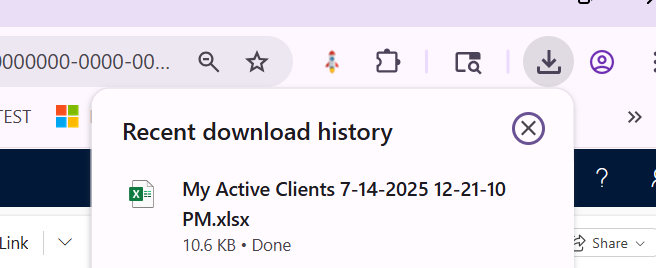 0000000-0000-00...
TEST
Recent download history
My Active Clients 7-14-2025 12-21-10
PM.xlsx
10.6 KB • Done
Link
Share